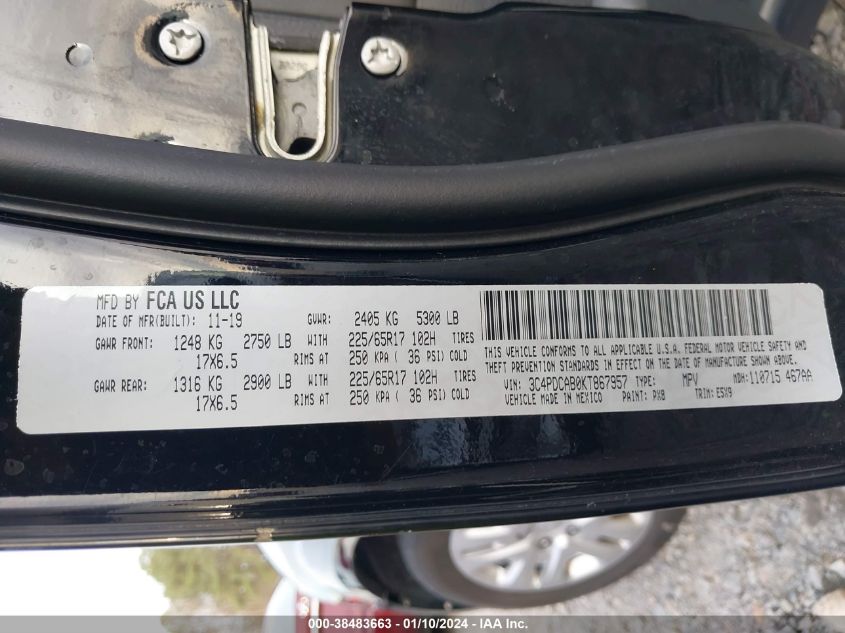 MFD BY FCA US LLC
DATE OF MFR(BUILT): 11-19 GVWR: 2405 KG 5300 LB
GAWR FRONT: 1248 KG 2750 LB WITH 225/65R17 102H TIRES
17X6.5 RIMS AT 250 KPA ( 36 PSI) COLD
GAWR REAR: 1316 KG 2900 LB WITH 225/65R17 102H TIRES
17X6.5 RIMS AT 250 KPA ( 36 PSI) COLD
THIS VEHICLE CONFORMS TO ALL APPLICABLE U.S.A. FEDERAL MOTOR VEHICLE SAFETY AND
THEFT PREVENTION STANDARDS IN EFFECT ON THE DATE OF MANUFACTURE SHOWN ABOVE.
VIN: 3C4PDCAB0KT867957 TYPE: MPV MDH:110715 467AA
VEHICLE MADE IN MEXICO PAINT: PX8 TRIM: E5X9
000-38483663 - 01/10/2024 - IAA Inc.